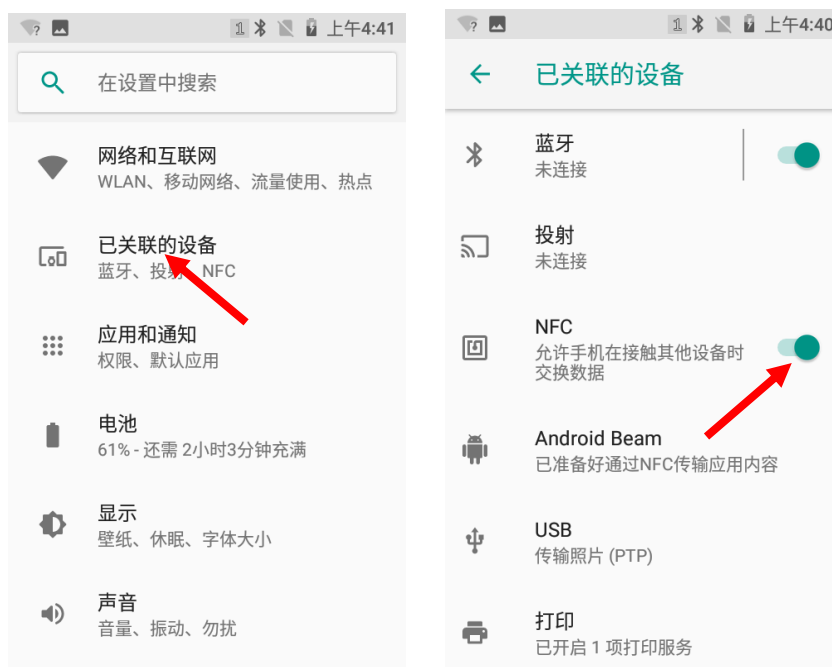 上午4:41
在设置中搜索
网络和互联网
WLAN、移动网络、流量使用、热点
已关联的设备
蓝牙、投射、NFC
应用和通知
权限、默认应用
电池
61% - 还需 2小时3分钟充满
显示
壁纸、休眠、字体大小
声音
音量、振动、勿扰
上午4:40
已关联的设备
蓝牙
未连接
投射
未连接
NFC
允许手机在接触其他设备时
交换数据
Android Beam
已准备好通过NFC传输应用内容
USB
传输照片 (PTP)
打印
已开启 1 项打印服务